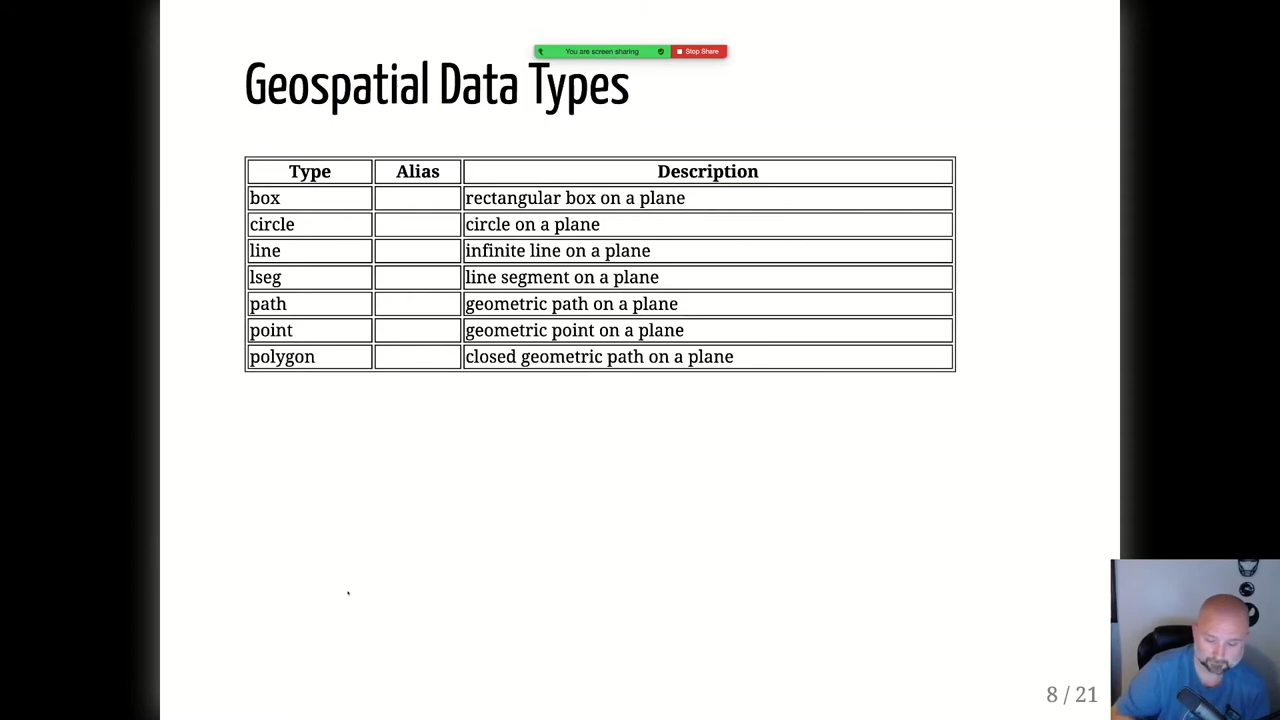 You are screen sharing
Stop Share
Geospatial Data Types
Type Alias Description
box rectangular box on a plane
circle circle on a plane
line infinite line on a plane
lseg line segment on a plane
path geometric path on a plane
point geometric point on a plane
polygon closed geometric path on a plane
8 / 21